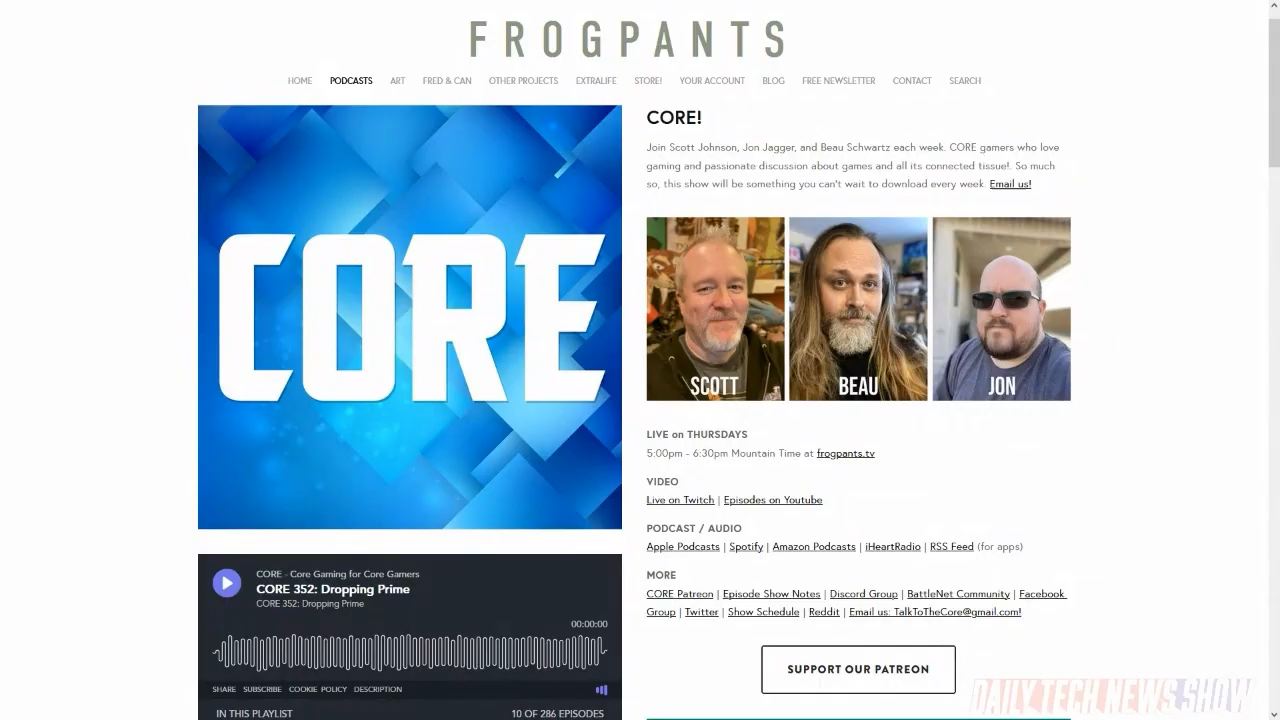 FROGPANTS
HOME PODCASTS ART FRED & CAN OTHER PROJECTS EXTRALIFE STORE! YOUR ACCOUNT BLOG FREE NEWSLETTER CONTACT SEARCH
CORE
CORE!
Join Scott Johnson, Jon Jagger, and Beau Schwartz each week. CORE gamers who love
gaming and passionate discussion about games and all its connected tissue!. So much
so, this show will be something you can't wait to download every week. Email us!
SCOTT
BEAU
JON
LIVE on THURSDAYS
5:00pm - 6:30pm Mountain Time at frogpants.tv
VIDEO
Live on Twitch | Episodes on Youtube
PODCAST / AUDIO
Apple Podcasts | Spotify | Amazon Podcasts | iHeartRadio | RSS Feed (for apps)
MORE
CORE Patreon | Episode Show Notes | Discord Group | BattleNet Community | Facebook
Group | Twitter | Show Schedule | Reddit | Email us: TalkToTheCore@gmail.com!
SUPPORT OUR PATREON
CORE - Core Gaming for Core Gamers
CORE 352: Dropping Prime
CORE 352: Dropping Prime
00:00:00
SHARE SUBSCRIBE COOKIE POLICY DESCRIPTION
IN THIS PLAYLIST 10 OF 286 EPISODES
DAILY TECH NEWS SHOW